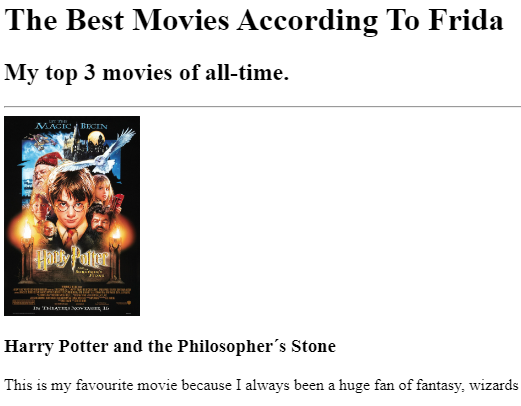 The Best Movies According To Frida
My top 3 movies of all-time.
LET THE
MAGIC BEGIN
Harry Potter
AND THE
SORCERER'S
STONE
IN THEATERS NOVEMBER 16
Harry Potter and the Philosopher´s Stone
This is my favourite movie because I always been a huge fan of fantasy, wizards